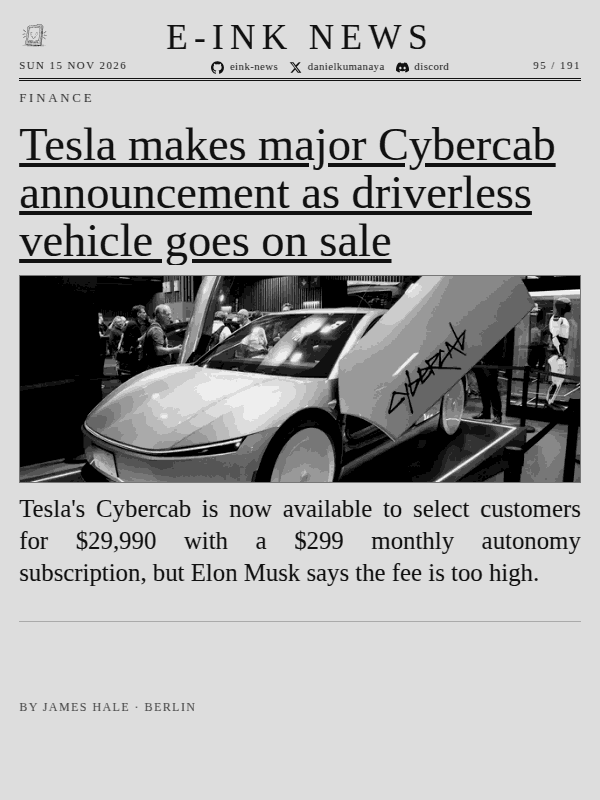 E-INK NEWS
SUN 15 NOV 2026
eink-news danielkumanaya discord
95 / 191
FINANCE
Tesla makes major Cybercab
announcement as driverless
vehicle goes on sale
CYBERCAB
Tesla's Cybercab is now available to select customers
for $29,990 with a $299 monthly autonomy
subscription, but Elon Musk says the fee is too high.
BY JAMES HALE · BERLIN